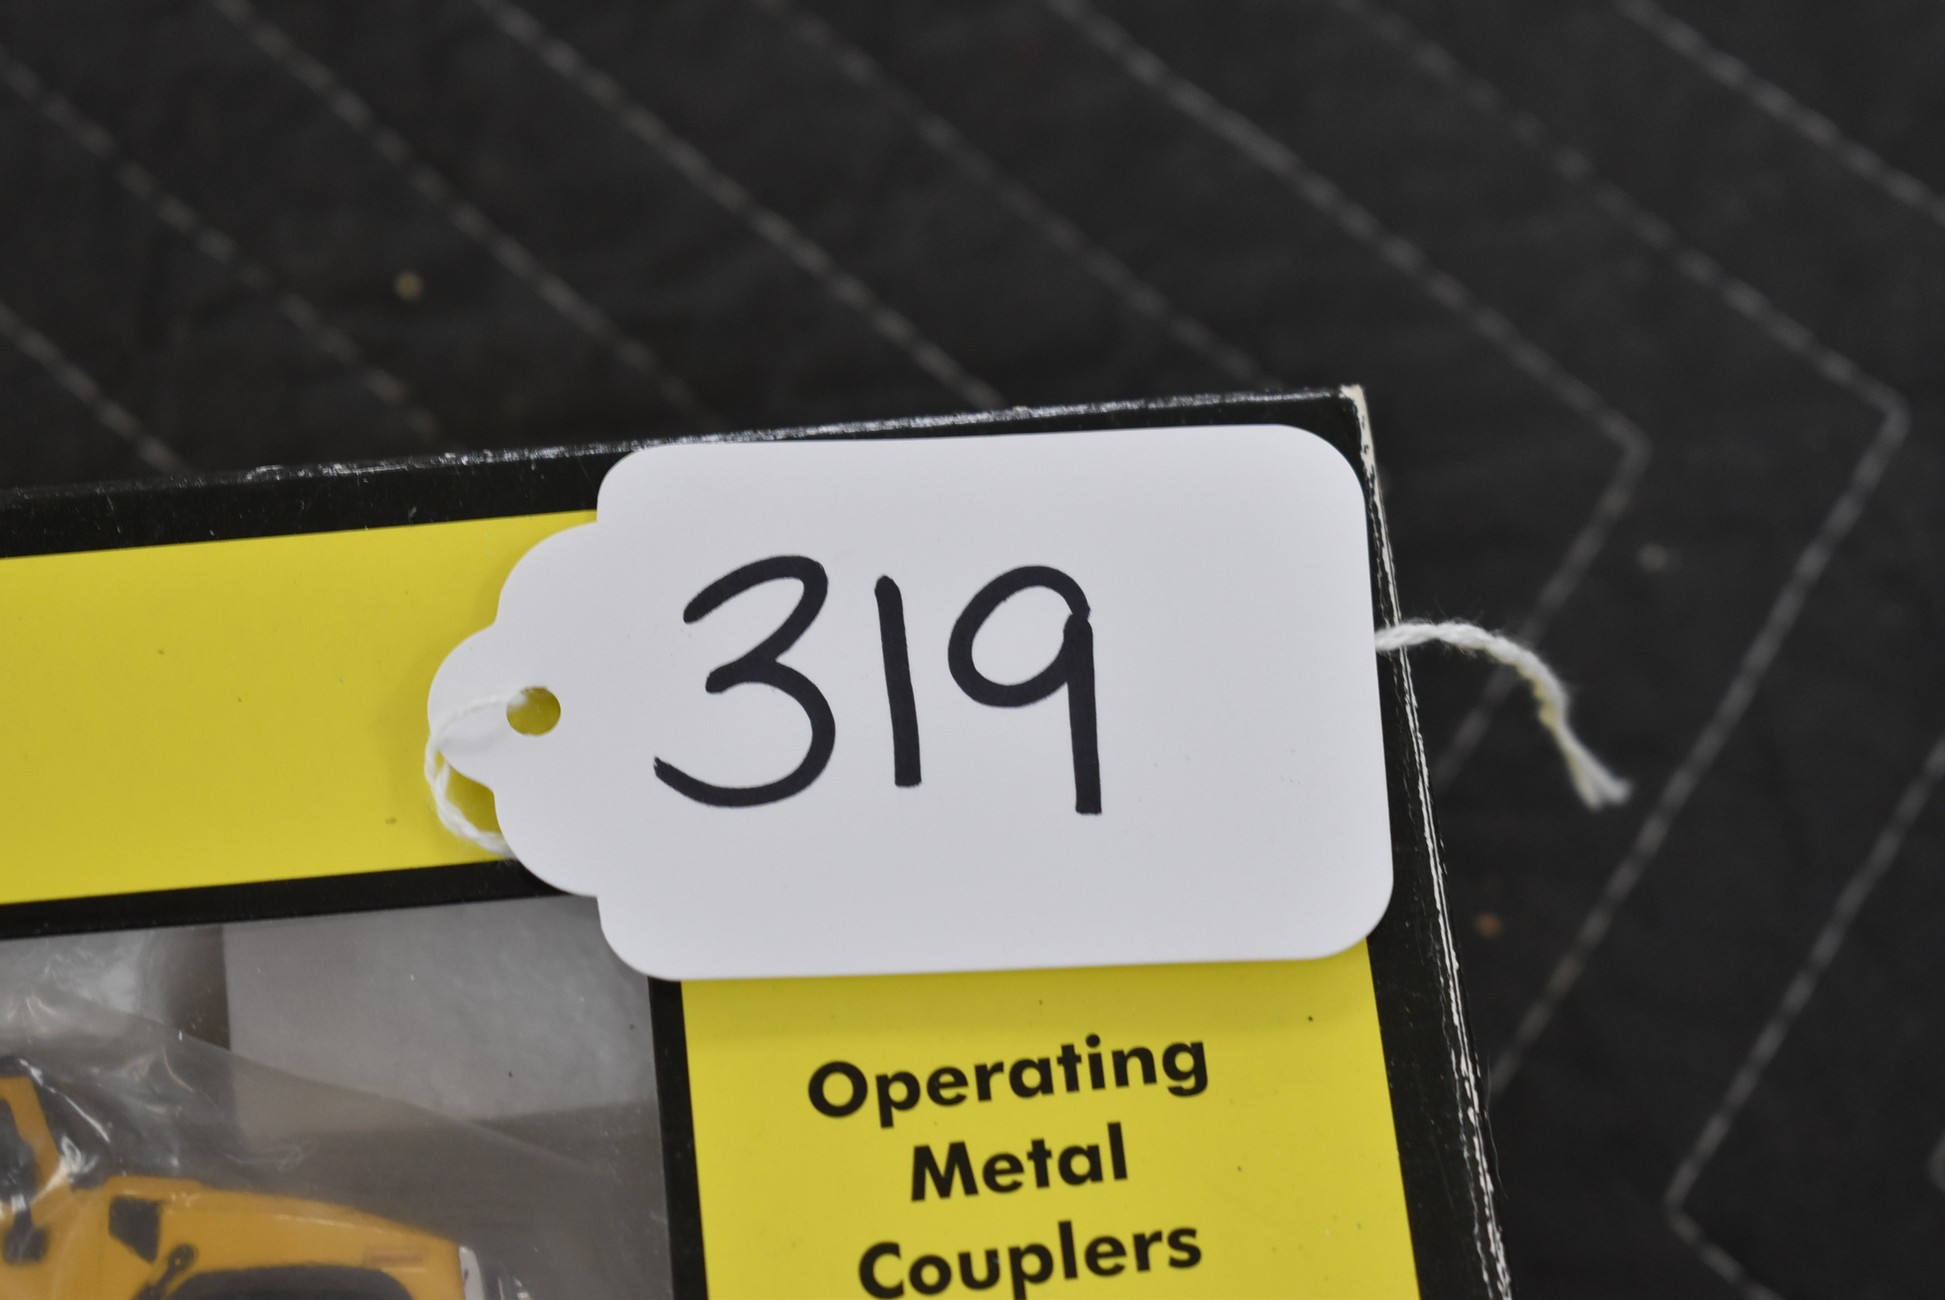 319
Operating
Metal
Couplers